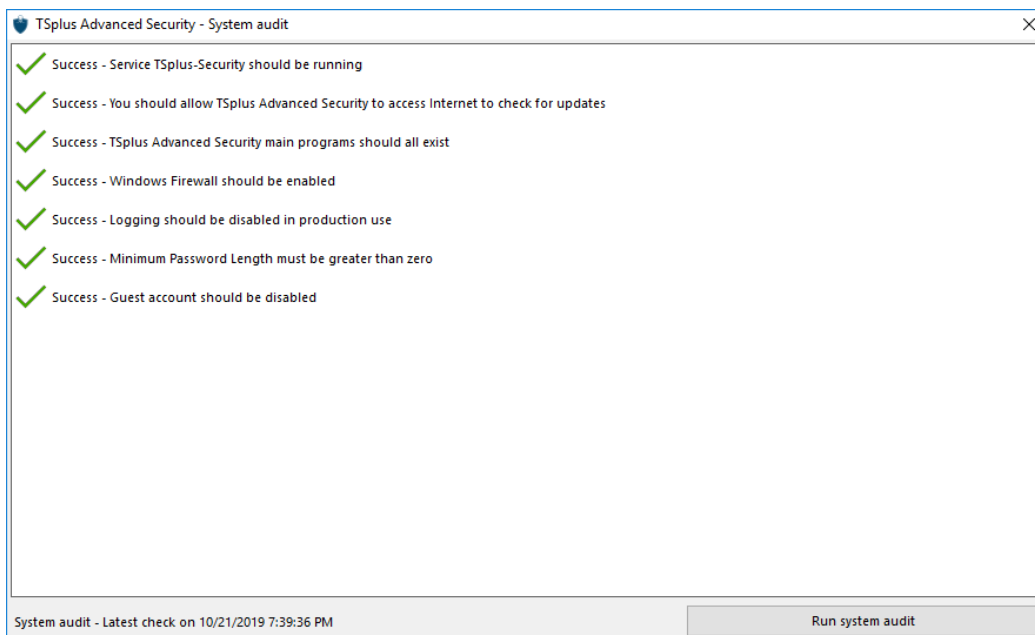 TSplus Advanced Security - System audit
Success - Service TSplus-Security should be running
Success - You should allow TSplus Advanced Security to access Internet to check for updates
Success - TSplus Advanced Security main programs should all exist
Success - Windows Firewall should be enabled
Success - Logging should be disabled in production use
Success - Minimum Password Length must be greater than zero
Success - Guest account should be disabled
System audit - Latest check on 10/21/2019 7:39:36 PM
Run system audit